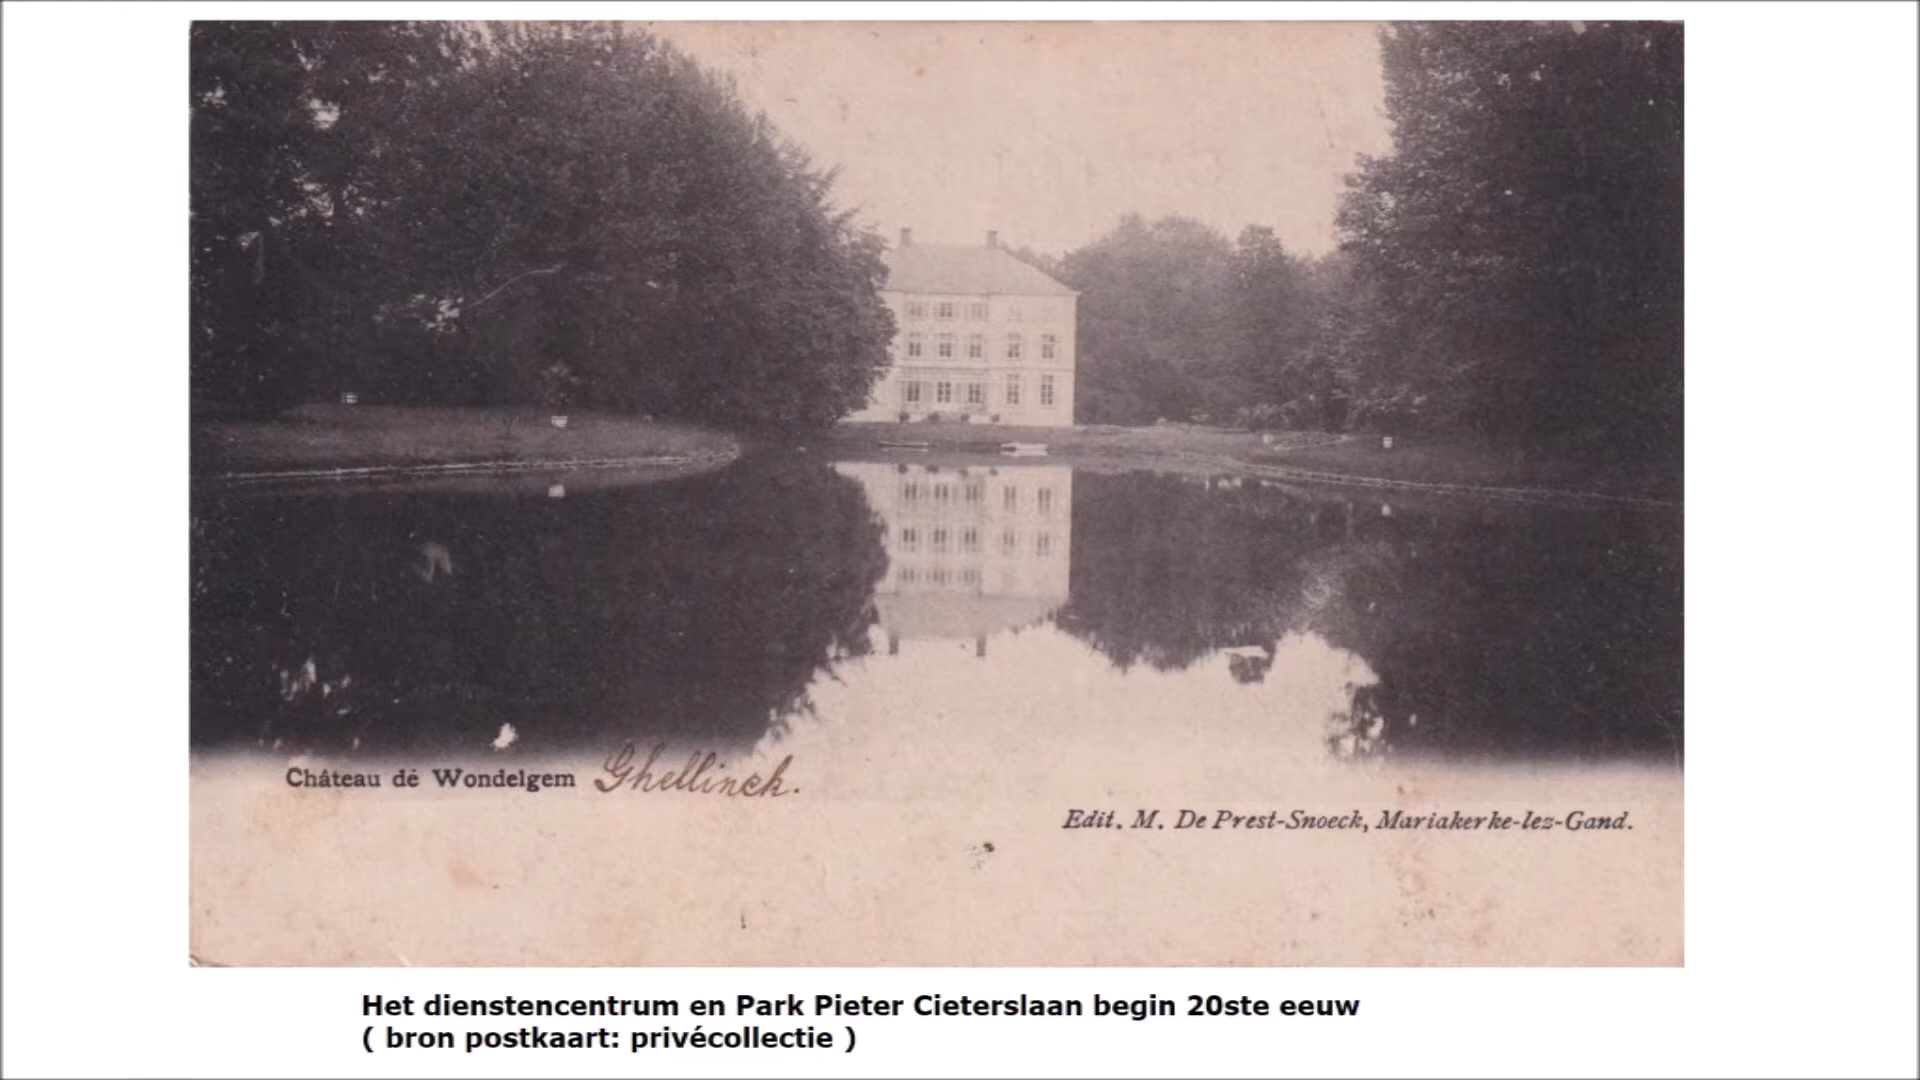 Château dé Wondelgem Ghellinck.
Edit. M. De Prest-Snoeck, Mariakerke-lez-Gand.
Het dienstencentrum en Park Pieter Cieterslaan begin 20ste eeuw
( bron postkaart: privécollectie )